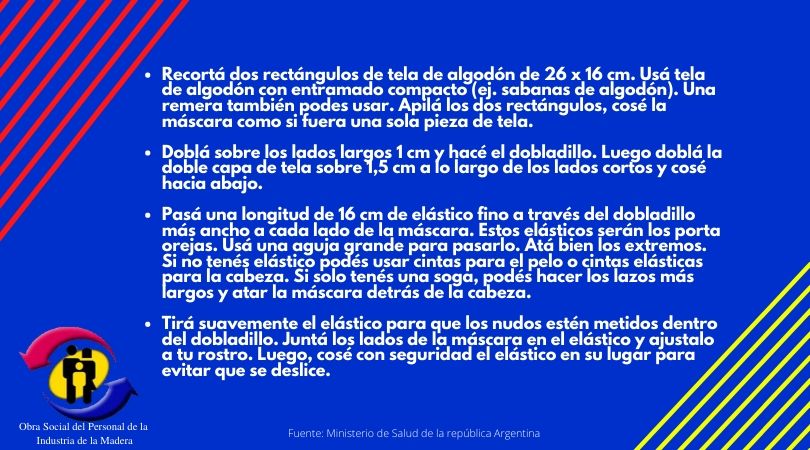 • Recortá dos rectángulos de tela de algodón de 26 x 16 cm. Usá tela
de algodón con entramado compacto (ej. sabanas de algodón). Una
remera también podes usar. Apilá los dos rectángulos, cosé la
máscara como si fuera una sola pieza de tela.
• Doblá sobre los lados largos 1 cm y hacé el dobladillo. Luego doblá la
doble capa de tela sobre 1,5 cm a lo largo de los lados cortos y cosé
hacia abajo.
• Pasá una longitud de 16 cm de elástico fino a través del dobladillo
más ancho a cada lado de la máscara. Estos elásticos serán los porta
orejas. Usá una aguja grande para pasarlo. Atá bien los extremos.
Si no tenés elástico podés usar cintas para el pelo o cintas elásticas
para la cabeza. Si solo tenés una soga, podés hacer los lazos más
largos y atar la máscara detrás de la cabeza.
• Tirá suavemente el elástico para que los nudos estén metidos dentro
del dobladillo. Juntá los lados de la máscara en el elástico y ajustalo
a tu rostro. Luego, cosé con seguridad el elástico en su lugar para
evitar que se deslice.
Obra Social del Personal de la
Industria de la Madera
Fuente: Ministerio de Salud de la república Argentina